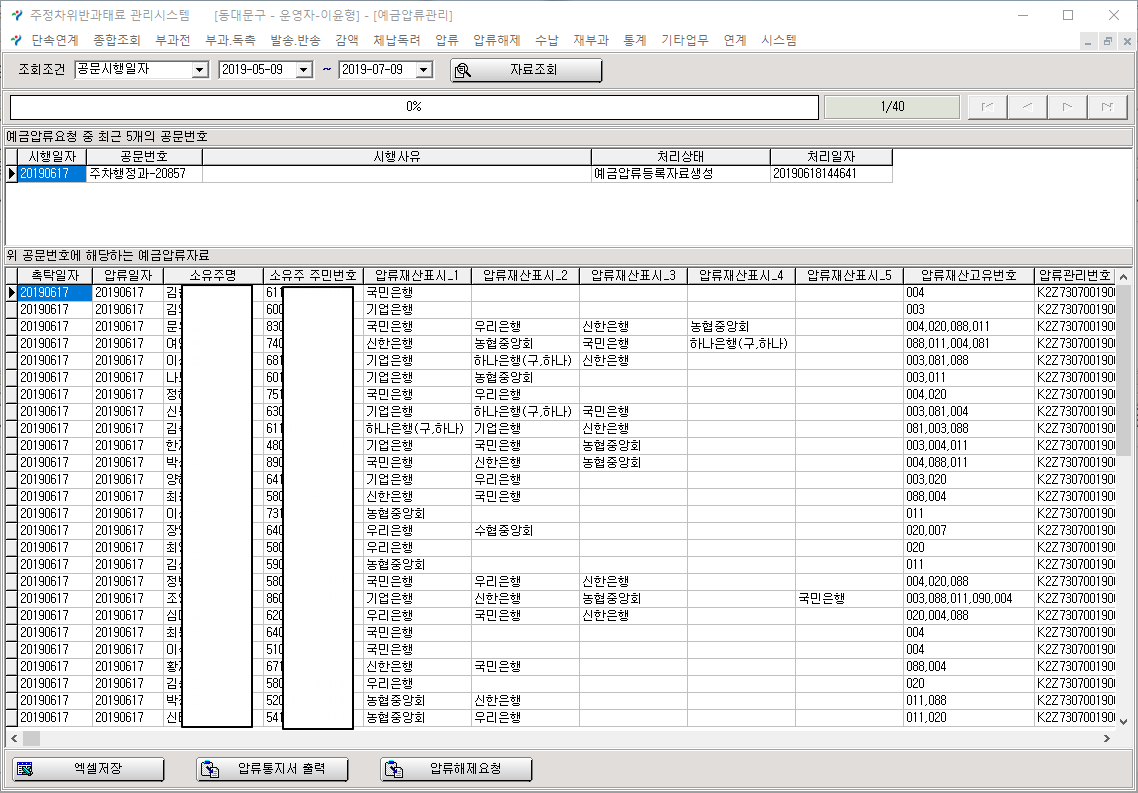 주정차위반과태료 관리시스템 [동대문구 - 운영자-이윤형] - [예금압류관리]
단속연계 종합조회 부과전 부과.독촉 발송.반송 감액 체납독려 압류 압류해제 수납 재부과 통계 기타업무 연계 시스템
조회조건 공문시행일자 2019-05-09 ~ 2019-07-09 자료조회
0% 1/40
예금압류요청 중 최근 5개의 공문번호
시행일자 공문번호 시행사유 처리상태 처리일자
20190617 주차행정과-20857 예금압류등록자료생성 20190618144641
위 공문번호에 해당하는 예금압류자료
촉탁일자 압류일자 소유주명 소유주 주민번호 압류재산표시_1 압류재산표시_2 압류재산표시_3 압류재산표시_4 압류재산표시_5 압류재산고유번호 압류관리번호
20190617 20190617 김 611 국민은행 004 K2Z730700190
20190617 20190617 김 600 기업은행 003 K2Z730700190
20190617 20190617 문 830 국민은행 우리은행 신한은행 농협중앙회 004,020,088,011 K2Z730700190
20190617 20190617 여 740 신한은행 농협중앙회 국민은행 하나은행(구,하나) 088,011,004,081 K2Z730700190
20190617 20190617 이 681 기업은행 하나은행(구,하나) 신한은행 003,081,088 K2Z730700190
20190617 20190617 나 601 기업은행 농협중앙회 003,011 K2Z730700190
20190617 20190617 정 751 국민은행 우리은행 004,020 K2Z730700190
20190617 20190617 신 630 기업은행 하나은행(구,하나) 국민은행 003,081,004 K2Z730700190
20190617 20190617 김 611 하나은행(구,하나) 기업은행 신한은행 081,003,088 K2Z730700190
20190617 20190617 한 480 기업은행 국민은행 농협중앙회 003,004,011 K2Z730700190
20190617 20190617 박 890 국민은행 신한은행 농협중앙회 004,088,011 K2Z730700190
20190617 20190617 양 641 기업은행 우리은행 003,020 K2Z730700190
20190617 20190617 최 580 신한은행 국민은행 088,004 K2Z730700190
20190617 20190617 이 731 농협중앙회 011 K2Z730700190
20190617 20190617 장 640 우리은행 수협중앙회 020,007 K2Z730700190
20190617 20190617 최 580 우리은행 020 K2Z730700190
20190617 20190617 김 590 농협중앙회 011 K2Z730700190
20190617 20190617 정 580 국민은행 우리은행 신한은행 004,020,088 K2Z730700190
20190617 20190617 조 860 기업은행 신한은행 농협중앙회 국민은행 003,088,011,090,004 K2Z730700190
20190617 20190617 심 620 우리은행 국민은행 신한은행 020,004,088 K2Z730700190
20190617 20190617 최 640 국민은행 004 K2Z730700190
20190617 20190617 이 510 국민은행 004 K2Z730700190
20190617 20190617 황 671 신한은행 국민은행 088,004 K2Z730700190
20190617 20190617 김 580 우리은행 020 K2Z730700190
20190617 20190617 박 520 농협중앙회 신한은행 011,088 K2Z730700190
20190617 20190617 신 541 농협중앙회 우리은행 011,020 K2Z730700190
엑셀저장 압류통지서 출력 압류해제요청